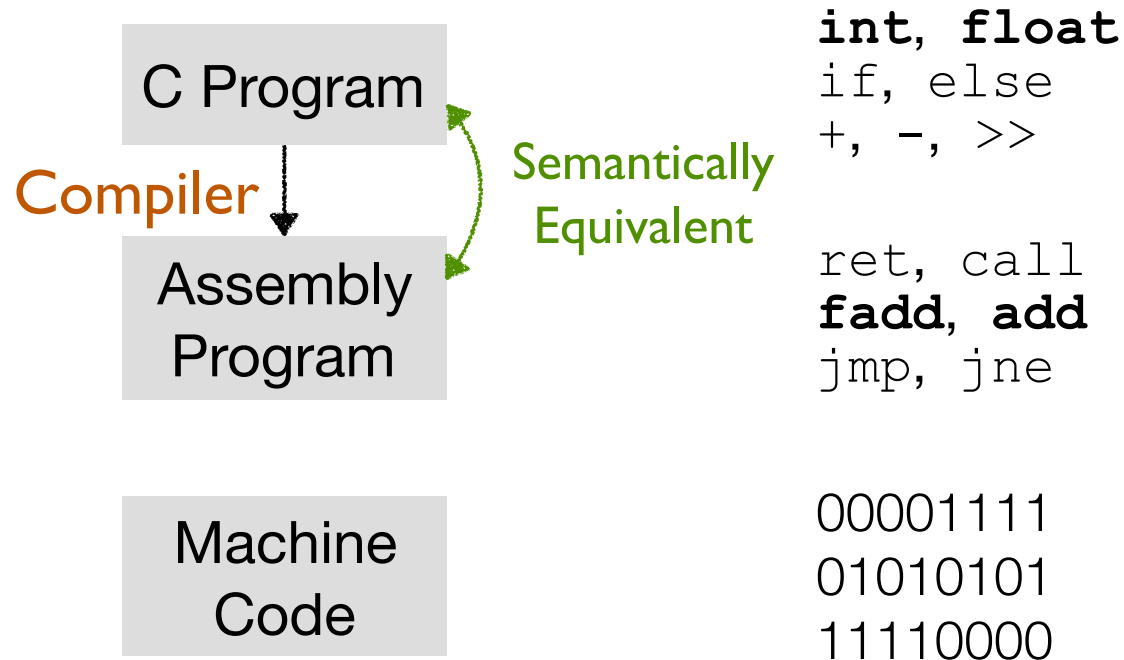 C Program
int, float
if, else
+, -, >>
Compiler
Semantically
Equivalent
Assembly
Program
ret, call
fadd, add
jmp, jne
Machine
Code
00001111
01010101
11110000